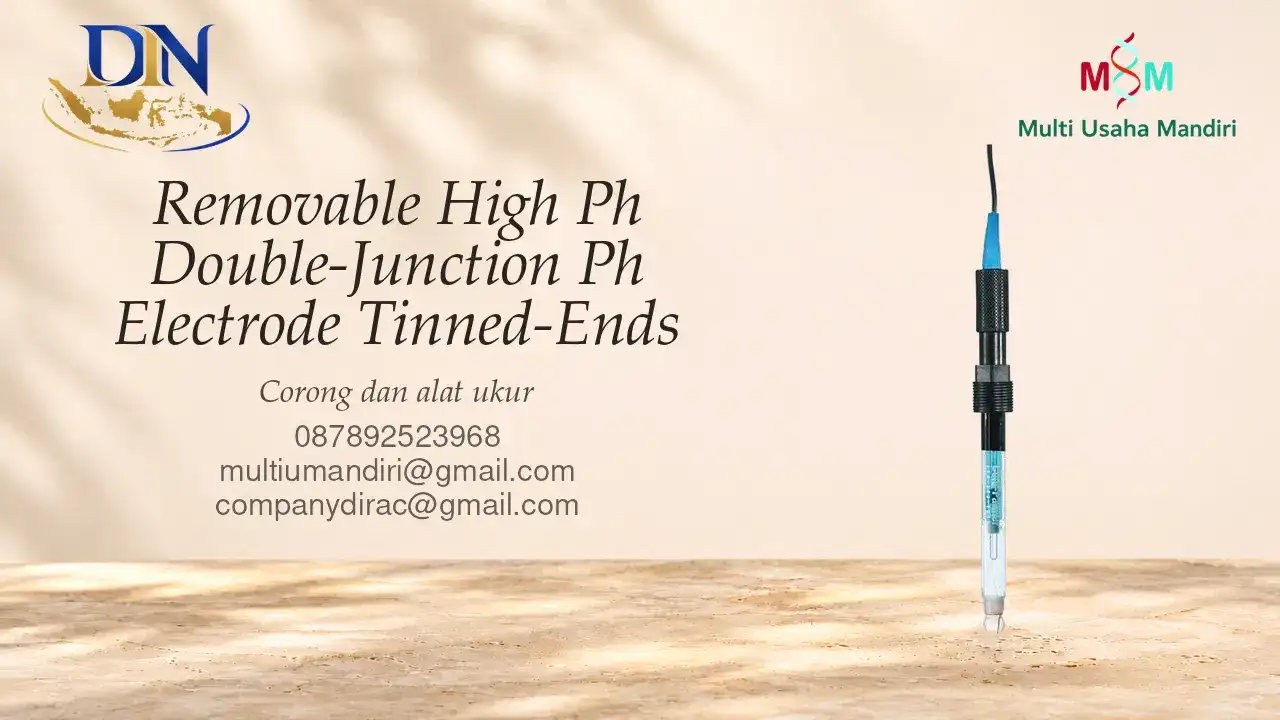 DIN
M M
Multi Usaha Mandiri
Removable High Ph
Double-Junction Ph
Electrode Tinned-Ends
Corong dan alat ukur
087892523968
multiumandiri@gmail.com
companydirac@gmail.com